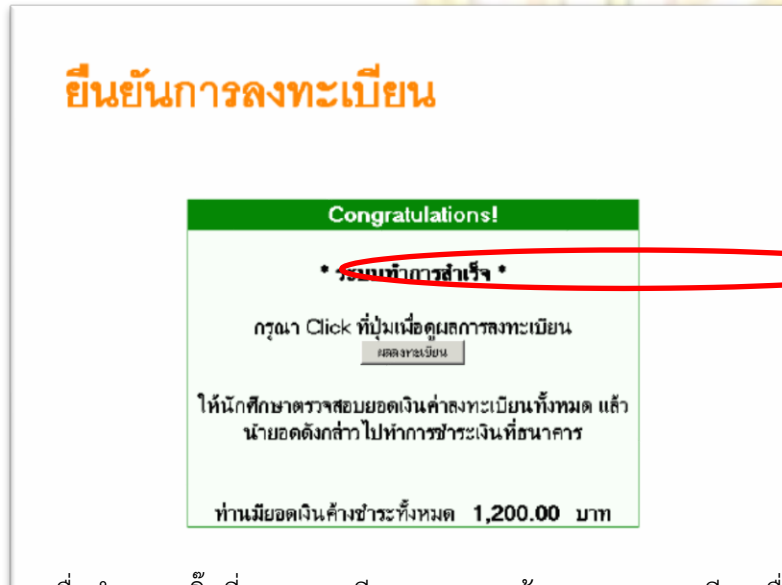 ยืนยันการลงทะเบียน
Congratulations!
* ระบบทำการสำเร็จ *
กรุณา Click ที่ปุ่มเพื่อดูผลการลงทะเบียน
ผลลงทะเบียน
ให้นักศึกษาตรวจสอบยอดเงินค่าลงทะเบียนทั้งหมด แล้ว
นำยอดดังกล่าวไปทำการชำระเงินที่ธนาคาร
ท่านมียอดเงินค้างชำระทั้งหมด 1,200.00 บาท